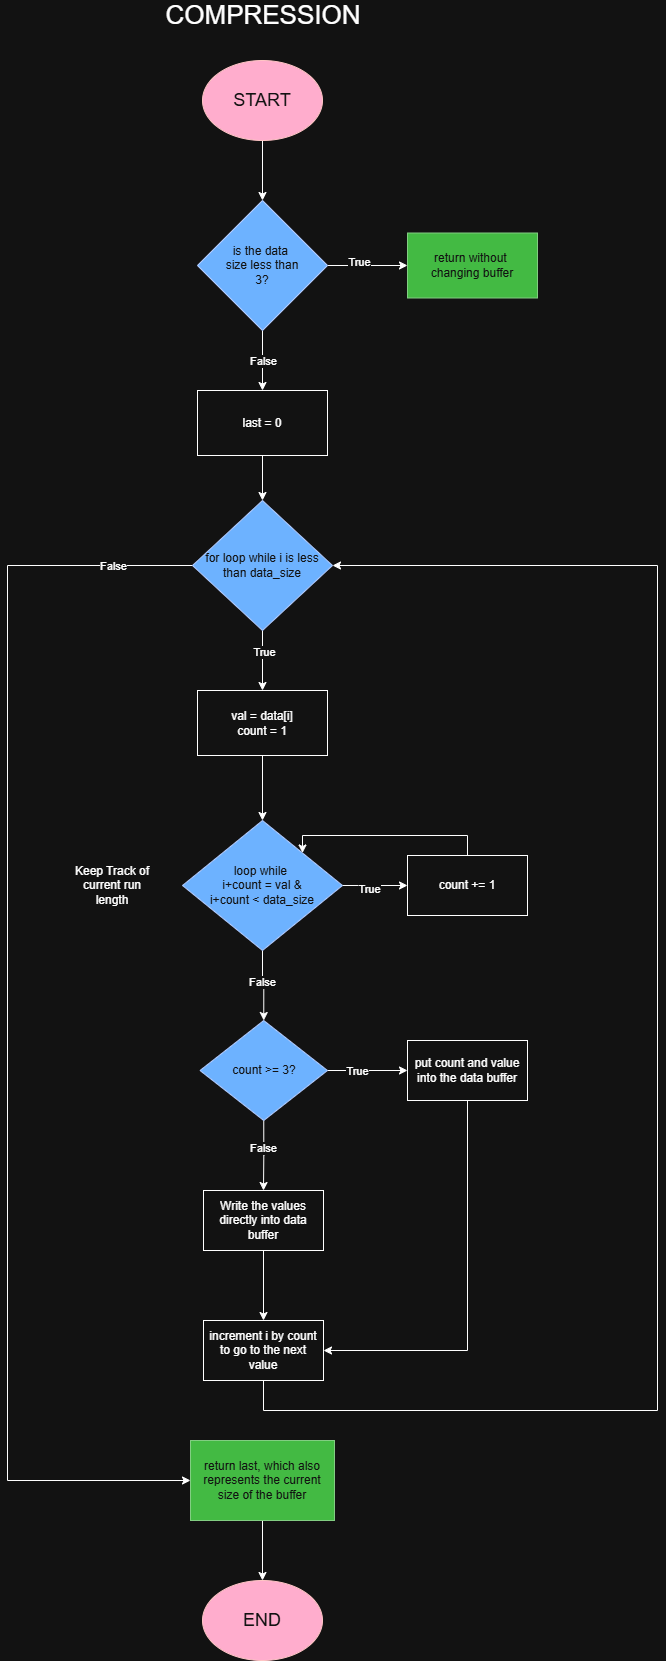 COMPRESSION
START
is the data
size less than
3?
True
return without
changing buffer
False
last = 0
for loop while i is less
than data_size
False
True
val = data[i]
count = 1
Keep Track of
current run
length
loop while
i+count = val &
i+count < data_size
True
count += 1
False
count >= 3?
True
put count and value
into the data buffer
False
Write the values
directly into data
buffer
increment i by count
to go to the next
value
return last, which also
represents the current
size of the buffer
END